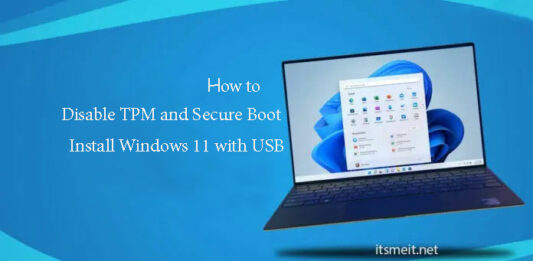 How to
Disable TPM and Secure Boot
Install Windows 11 with USB
itsmeit.net